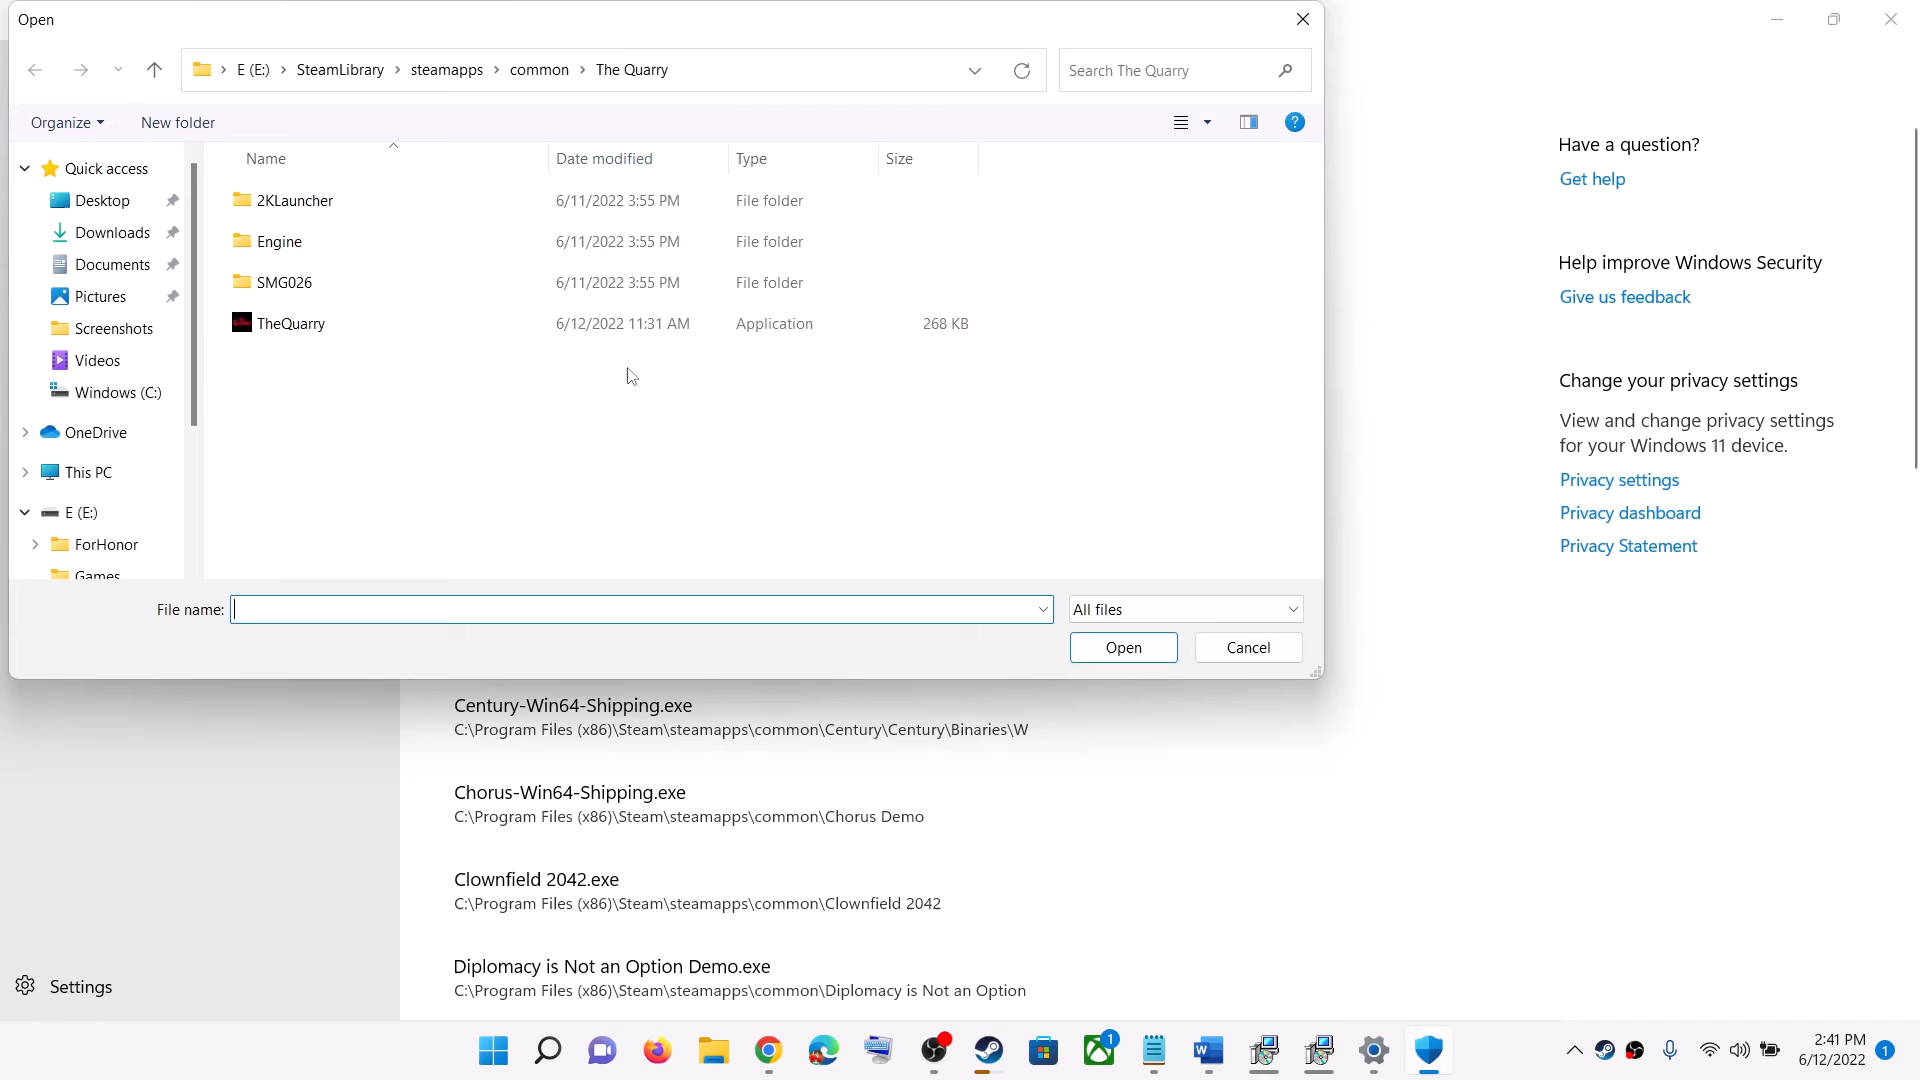 Open
E (E:) SteamLibrary steamapps common The Quarry
Search The Quarry
Organize
New folder
Name
Date modified
Type
Size
Quick access
Desktop
Downloads
Documents
Pictures
Screenshots
Videos
Windows (C:)
OneDrive
This PC
E (E:)
ForHonor
Games
2KLauncher 6/11/2022 3:55 PM File folder
Engine 6/11/2022 3:55 PM File folder
SMG026 6/11/2022 3:55 PM File folder
TheQuarry 6/12/2022 11:31 AM Application 268 KB
File name:
All files
Open
Cancel
Have a question?
Get help
Help improve Windows Security
Give us feedback
Change your privacy settings
View and change privacy settings
for your Windows 11 device.
Privacy settings
Privacy dashboard
Privacy Statement
Century-Win64-Shipping.exe
C:\Program Files (x86)\Steam\steamapps\common\Century\Century\Binaries\W
Chorus-Win64-Shipping.exe
C:\Program Files (x86)\Steam\steamapps\common\Chorus Demo
Clownfield 2042.exe
C:\Program Files (x86)\Steam\steamapps\common\Clownfield 2042
Diplomacy is Not an Option Demo.exe
C:\Program Files (x86)\Steam\steamapps\common\Diplomacy is Not an Option
Settings
1
2:41 PM
6/12/2022
1